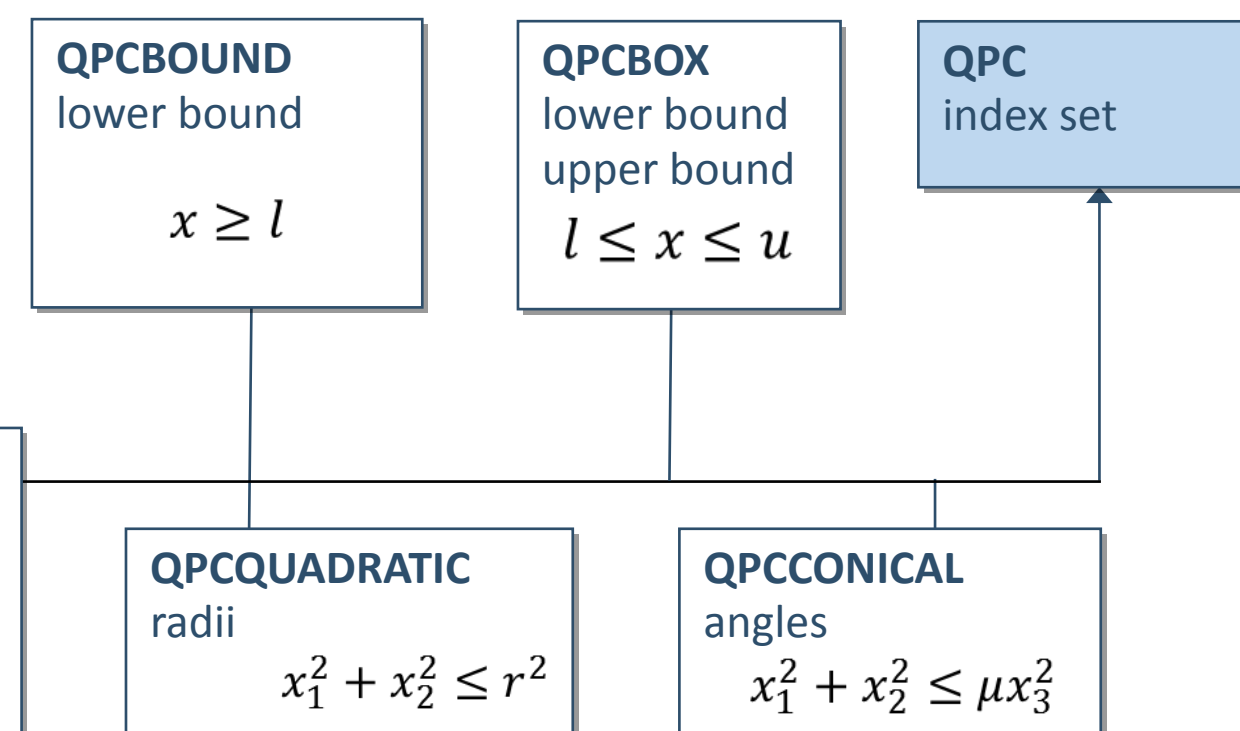 QPCBOUND
lower bound
x ≥ l
QPCBOX
lower bound
upper bound
l ≤ x ≤ u
QPC
index set
QPCQUADRATIC
radii
x₁² + x₂² ≤ r²
QPCCONICAL
angles
x₁² + x₂² ≤ μx₃²